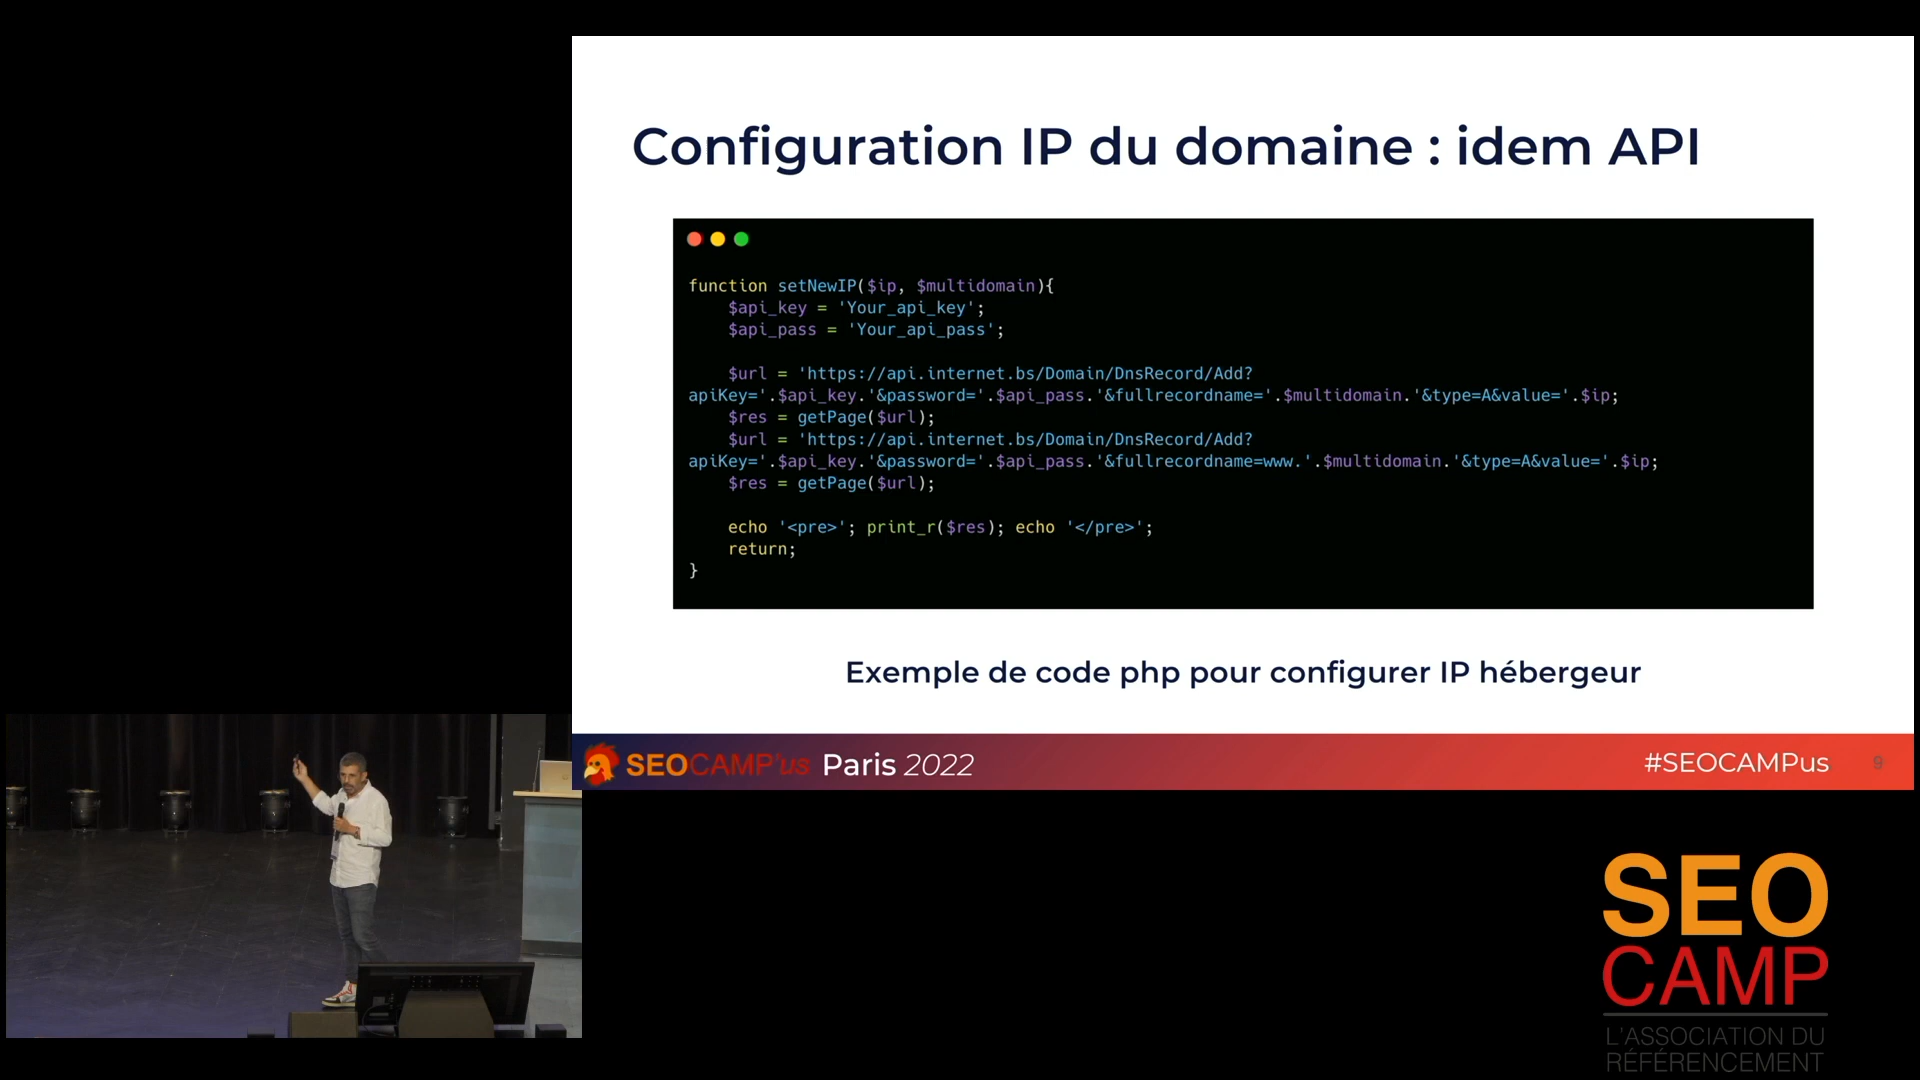 Configuration IP du domaine : idem API
function setNewIP($ip, $multidomain){
    $api_key = 'Your_api_key';
    $api_pass = 'Your_api_pass';
    $url = 'https://api.internet.bs/Domain/DnsRecord/Add?
apiKey='.$api_key.'&password='.$api_pass.'&fullrecordname='.$multidomain.'&type=A&value='.$ip;
    $res = getPage($url);
    $url = 'https://api.internet.bs/Domain/DnsRecord/Add?
apiKey='.$api_key.'&password='.$api_pass.'&fullrecordname=www.'.$multidomain.'&type=A&value='.$ip;
    $res = getPage($url);
    echo '<pre>'; print_r($res); echo '</pre>';
    return;
}
Exemple de code php pour configurer IP hébergeur
SEOCAMP'us Paris 2022
#SEOCAMPus 9
SEO
CAMP
L'ASSOCIATION DU
RÉFÉRENCEMENT